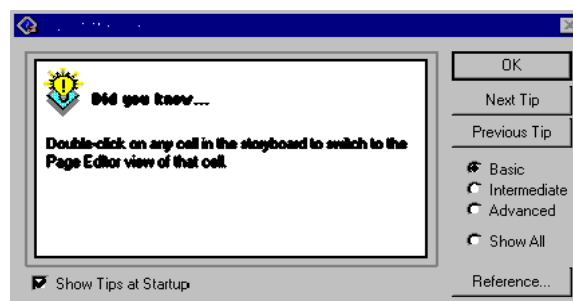 Did you know...
Double-click on any cell in the storyboard to switch to the
Page Editor view of that cell.
OK
Next Tip
Previous Tip
Basic
Intermediate
Advanced
Show All
Show Tips at Startup
Reference...